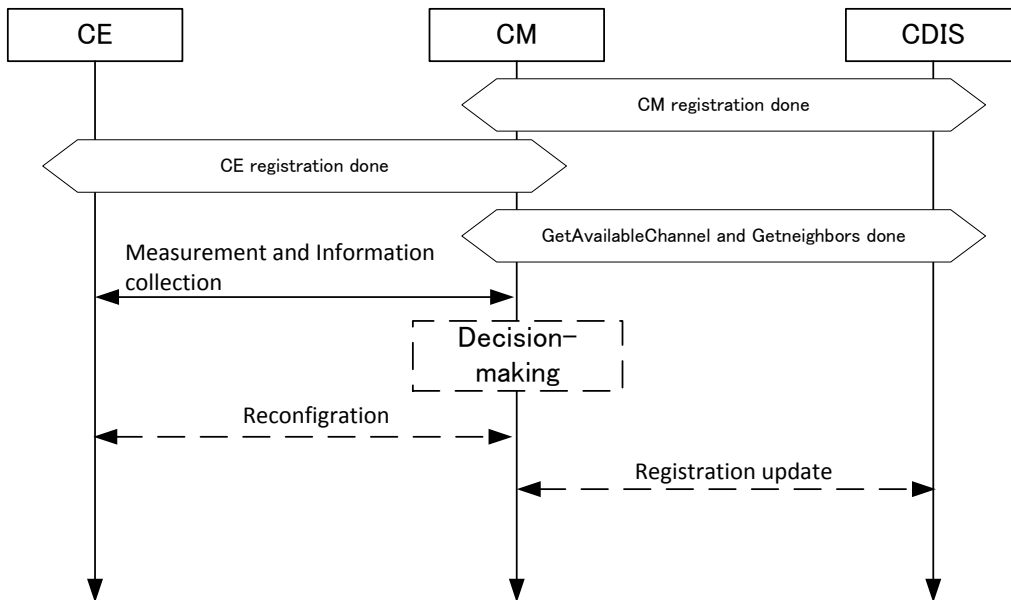 CE
CM
CDIS
CM registration done
CE registration done
GetAvailableChannel and Getneighbors done
Measurement and Information
collection
Decision-
making
Reconfigration
Registration update